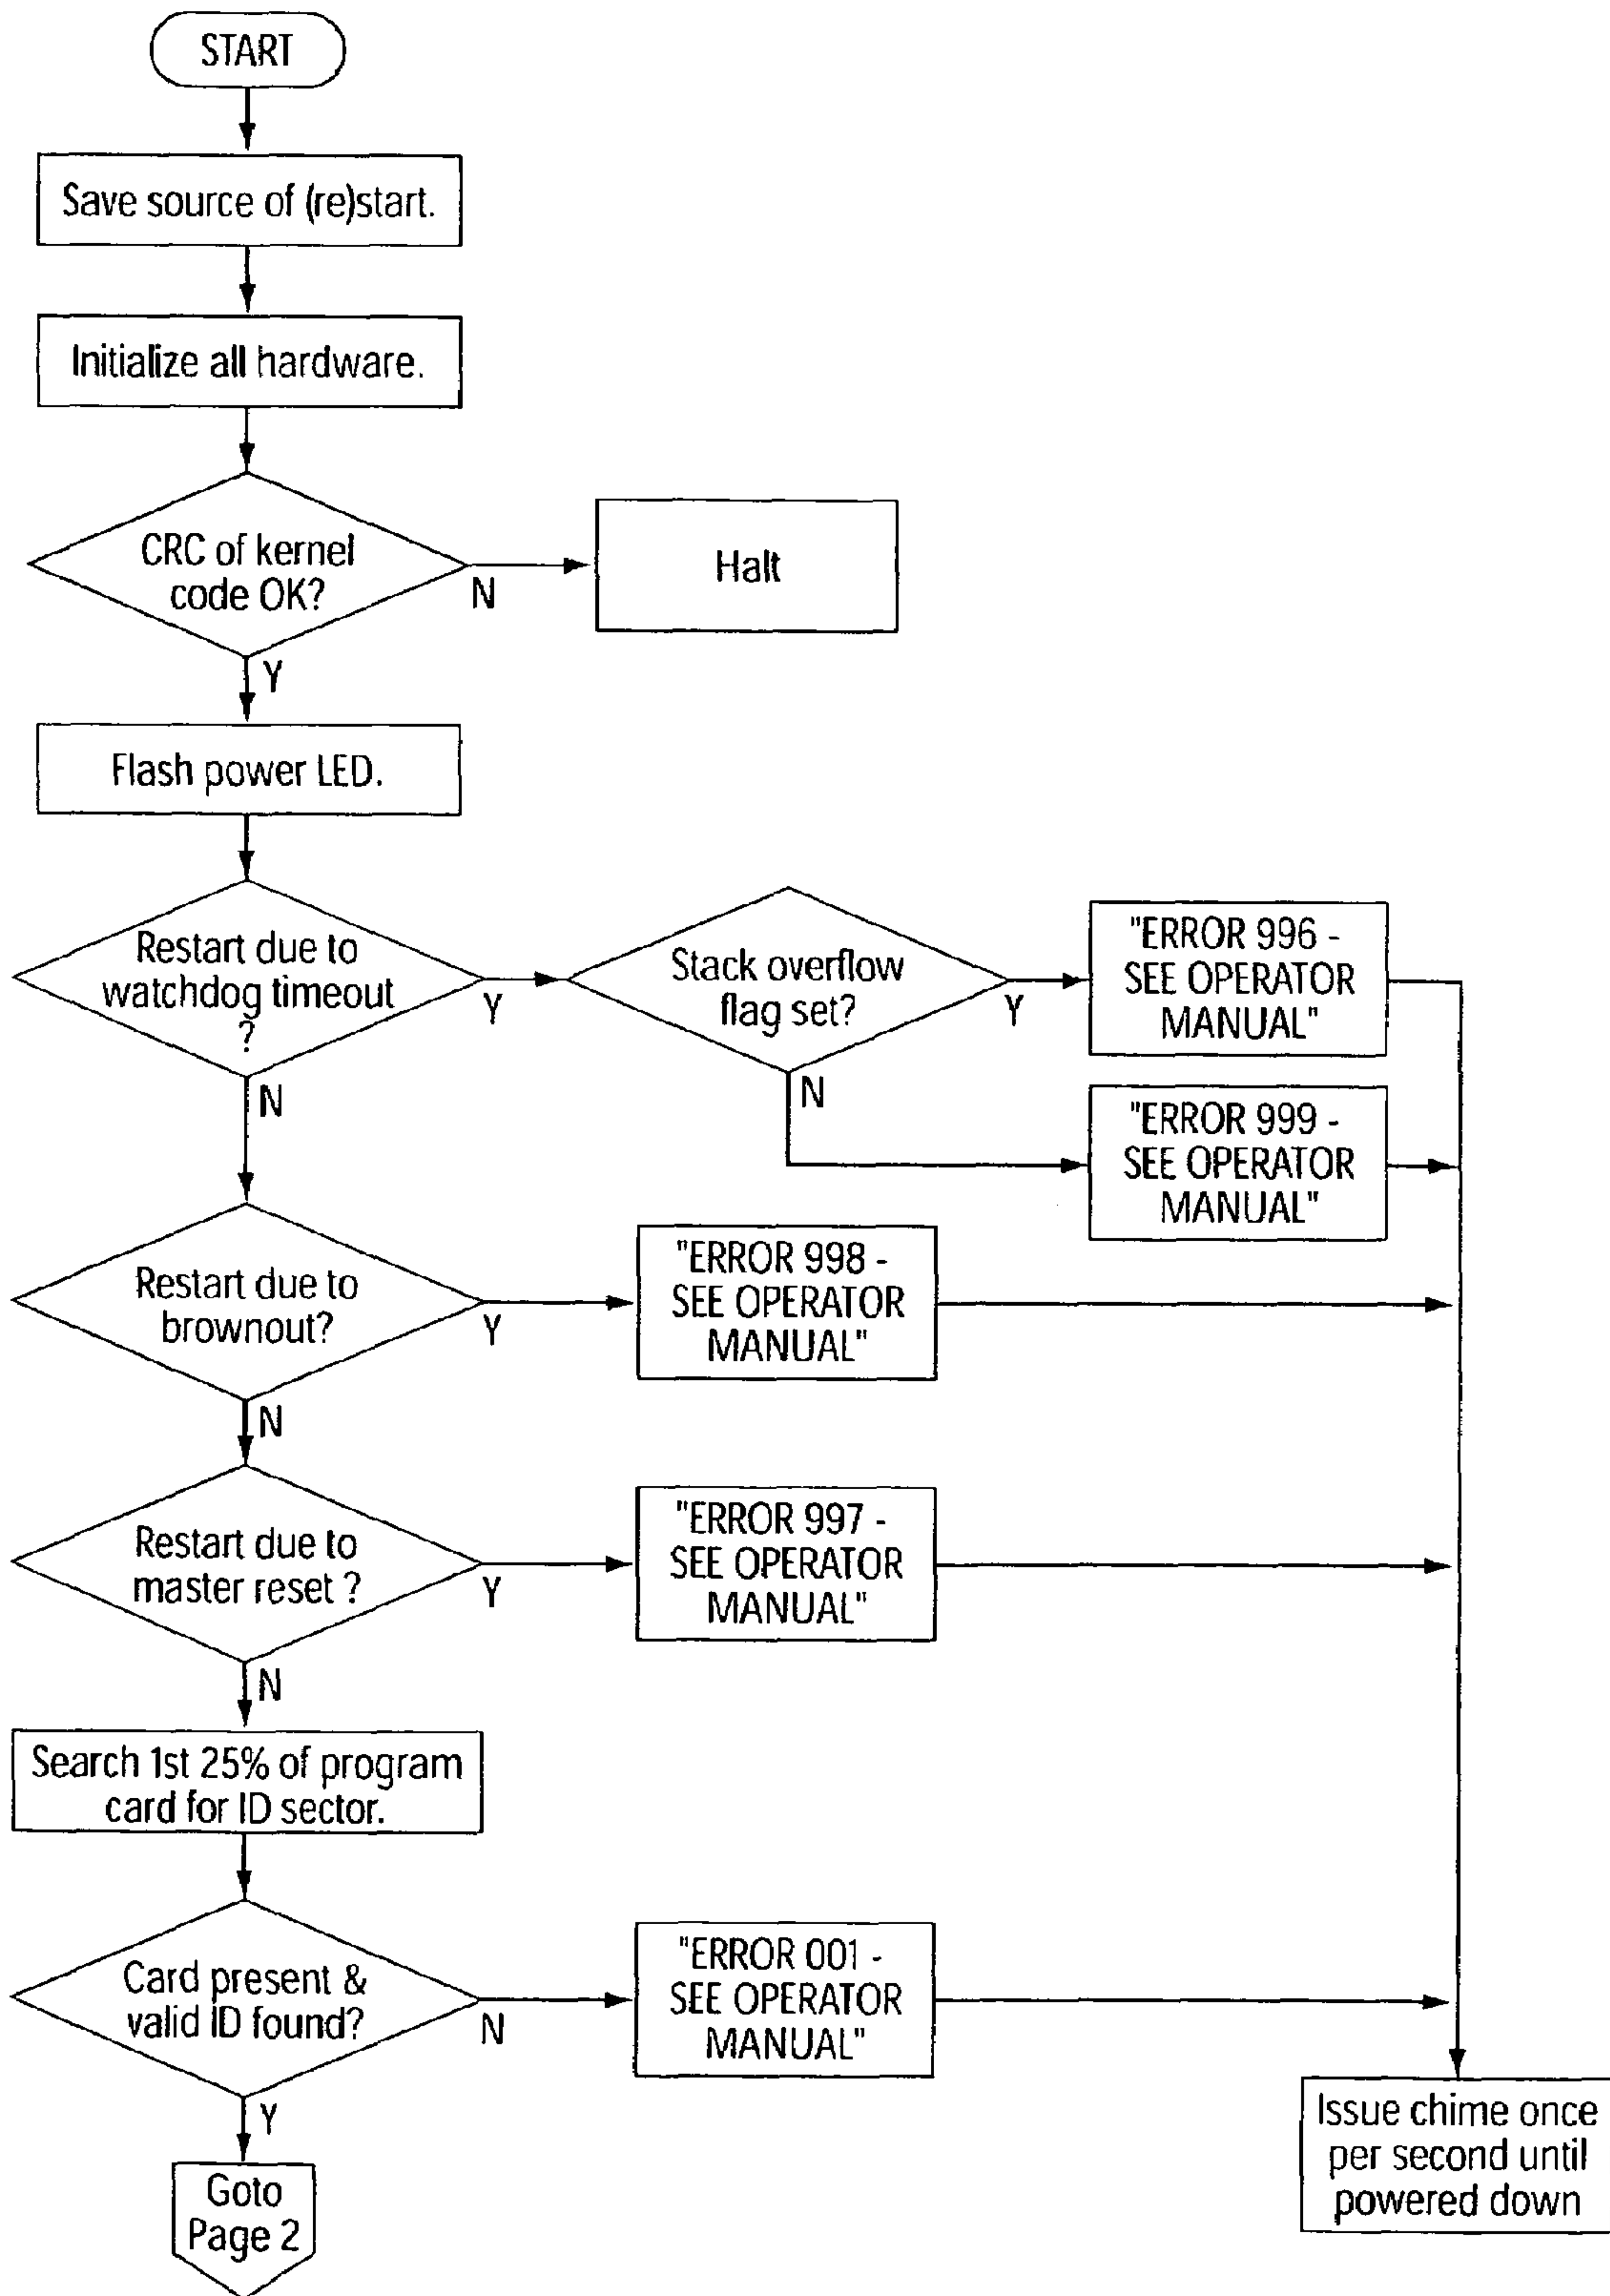 START
Save source of (re)start.
Initialize all hardware.
CRC of kernel
code OK?
N
Halt
Y
Flash power LED.
Restart due to
watchdog timeout
?
Y
Stack overflow
flag set?
Y
"ERROR 996 -
SEE OPERATOR
MANUAL"
N
N
"ERROR 999 -
SEE OPERATOR
MANUAL"
Restart due to
brownout?
Y
"ERROR 998 -
SEE OPERATOR
MANUAL"
N
Restart due to
master reset ?
Y
"ERROR 997 -
SEE OPERATOR
MANUAL"
N
Search 1st 25% of program
card for ID sector.
Card present &
valid ID found?
N
"ERROR 001 -
SEE OPERATOR
MANUAL"
Y
Goto
Page 2
Issue chime once
per second until
powered down